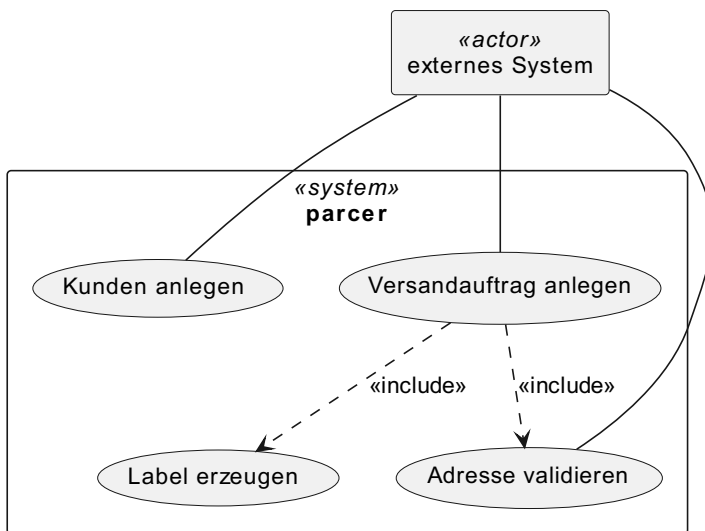 «actor»
externes System
«system»
parcer
Kunden anlegen
Versandauftrag anlegen
«include»
«include»
Label erzeugen
Adresse validieren